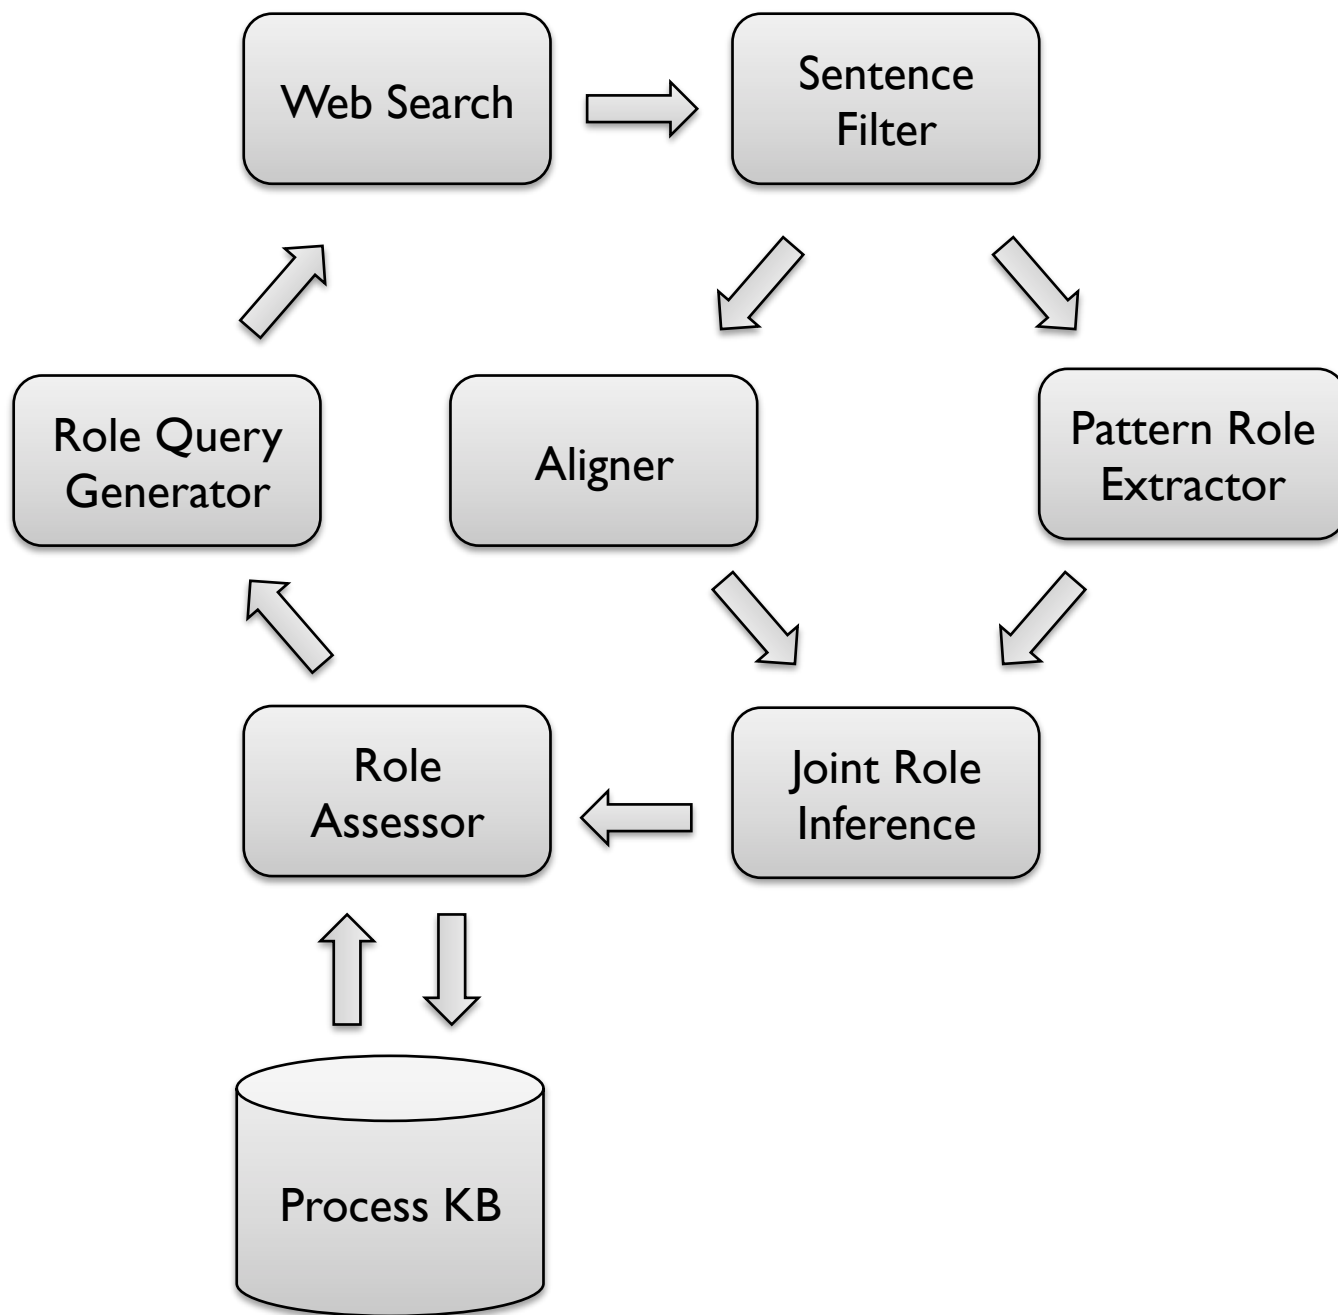 Web Search
Sentence
Filter
Role Query
Generator
Aligner
Pattern Role
Extractor
Role
Assessor
Joint Role
Inference
Process KB